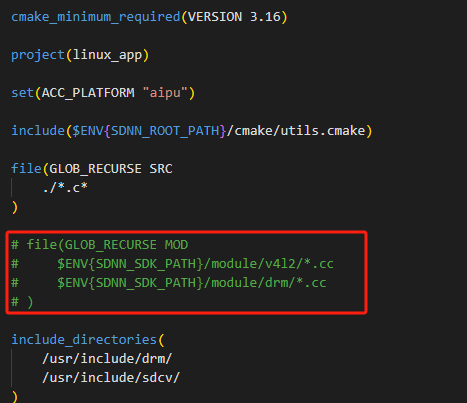 cmake_minimum_required(VERSION 3.16)
project(linux_app)
set(ACC_PLATFORM "aipu")
include($ENV{SDNN_ROOT_PATH}/cmake/utils.cmake)
file(GLOB_RECURSE SRC
    ./*.c*
)
# file(GLOB_RECURSE MOD
#     $ENV{SDNN_SDK_PATH}/module/v4l2/*.cc
#     $ENV{SDNN_SDK_PATH}/module/drm/*.cc
# )
include_directories(
    /usr/include/drm/
    /usr/include/sdcv/
)